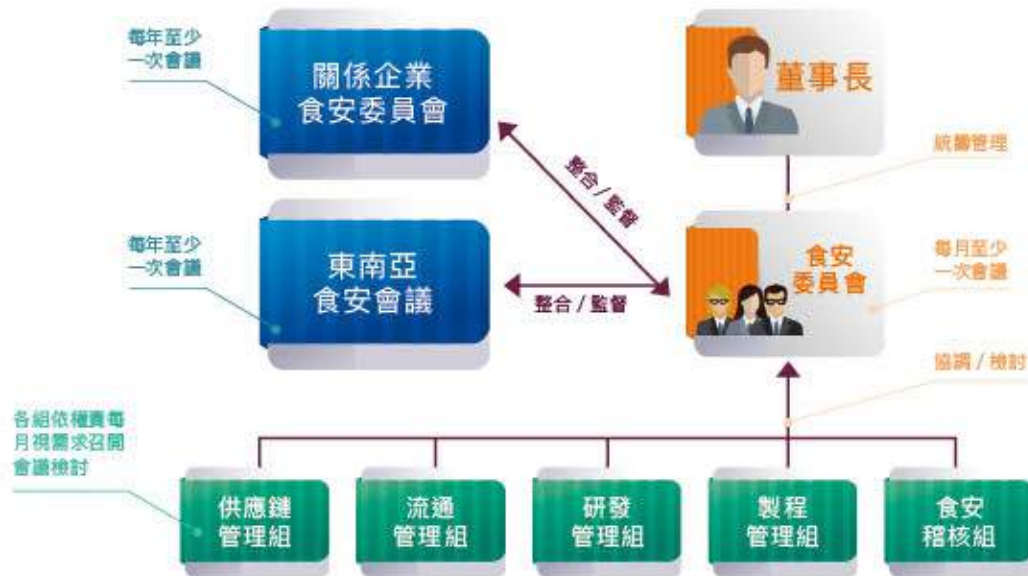 每年至少
一次會議
關係企業
食安委員會
董事長
統籌管理
整合 / 監督
每年至少
一次會議
東南亞
食安會議
整合 / 監督
食安
委員會
每月至少
一次會議
協調 / 檢討
各組依權責每
月視需求召開
會議檢討
供應鏈
管理組
流通
管理組
研發
管理組
製程
管理組
食安
稽核組